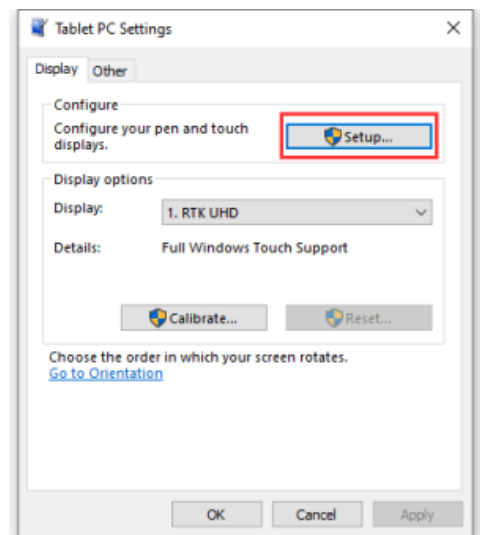 Tablet PC Settings
Display Other
Configure
Configure your pen and touch
displays.
Setup...
Display options
Display: 1. RTK UHD
Details: Full Windows Touch Support
Calibrate... Reset...
Choose the order in which your screen rotates.
Go to Orientation
OK Cancel Apply